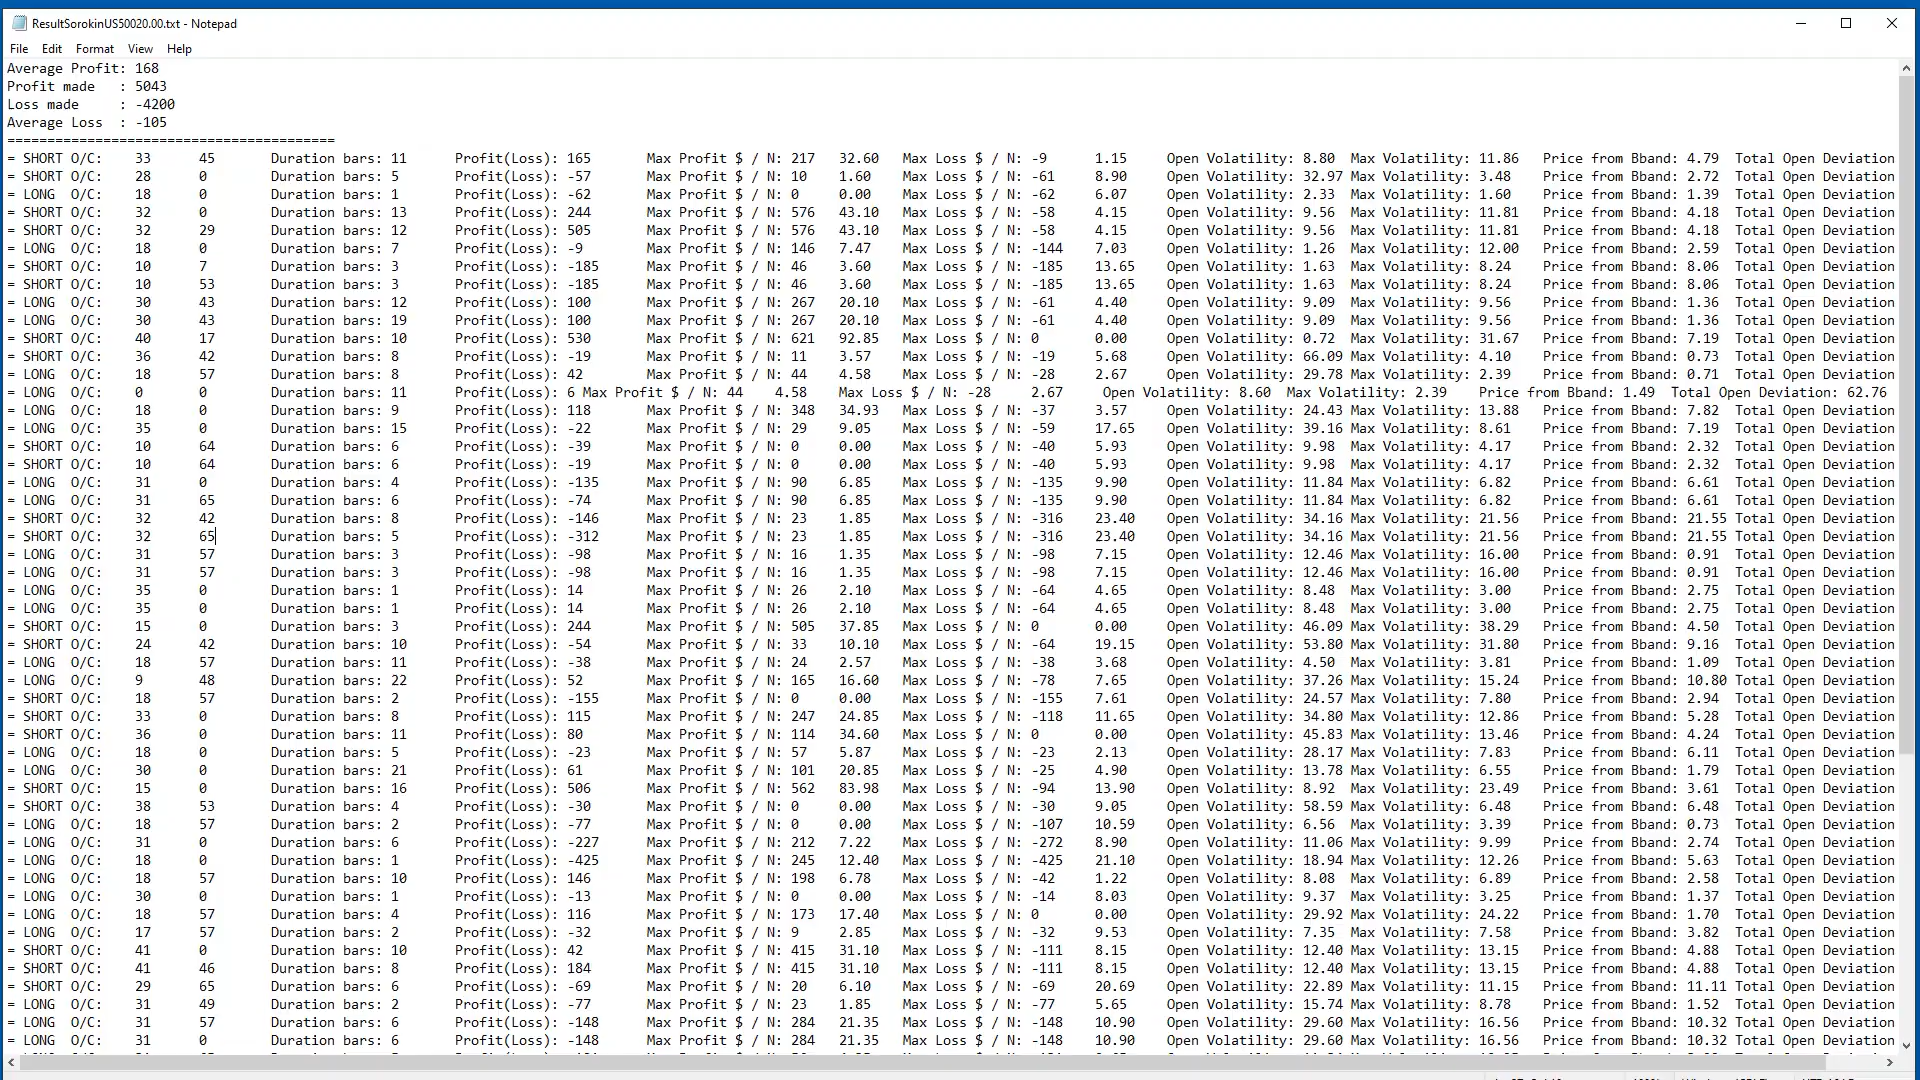 ResultSorokinUS50020.00.txt - Notepad
File Edit Format View Help
Average Profit: 168
Profit made : 5043
Loss made : -4200
Average Loss : -105
=========================================
= SHORT O/C: 33 45 Duration bars: 11 Profit(Loss): 165 Max Profit $ / N: 217 32.60 Max Loss $ / N: -9 1.15 Open Volatility: 8.80 Max Volatility: 11.86 Price from Bband: 4.79 Total Open Deviation
= SHORT O/C: 28 0 Duration bars: 5 Profit(Loss): -57 Max Profit $ / N: 10 1.60 Max Loss $ / N: -61 8.90 Open Volatility: 32.97 Max Volatility: 3.48 Price from Bband: 2.72 Total Open Deviation
= LONG O/C: 18 0 Duration bars: 1 Profit(Loss): -62 Max Profit $ / N: 0 0.00 Max Loss $ / N: -62 6.07 Open Volatility: 2.33 Max Volatility: 1.60 Price from Bband: 1.39 Total Open Deviation
= SHORT O/C: 32 0 Duration bars: 13 Profit(Loss): 244 Max Profit $ / N: 576 43.10 Max Loss $ / N: -58 4.15 Open Volatility: 9.56 Max Volatility: 11.81 Price from Bband: 4.18 Total Open Deviation
= SHORT O/C: 32 29 Duration bars: 12 Profit(Loss): 505 Max Profit $ / N: 576 43.10 Max Loss $ / N: -58 4.15 Open Volatility: 9.56 Max Volatility: 11.81 Price from Bband: 4.18 Total Open Deviation
= LONG O/C: 18 0 Duration bars: 7 Profit(Loss): -9 Max Profit $ / N: 146 7.47 Max Loss $ / N: -144 7.03 Open Volatility: 1.26 Max Volatility: 12.00 Price from Bband: 2.59 Total Open Deviation
= SHORT O/C: 10 7 Duration bars: 3 Profit(Loss): -185 Max Profit $ / N: 46 3.60 Max Loss $ / N: -185 13.65 Open Volatility: 1.63 Max Volatility: 8.24 Price from Bband: 8.06 Total Open Deviation
= SHORT O/C: 10 53 Duration bars: 3 Profit(Loss): -185 Max Profit $ / N: 46 3.60 Max Loss $ / N: -185 13.65 Open Volatility: 1.63 Max Volatility: 8.24 Price from Bband: 8.06 Total Open Deviation
= LONG O/C: 30 43 Duration bars: 12 Profit(Loss): 100 Max Profit $ / N: 267 20.10 Max Loss $ / N: -61 4.40 Open Volatility: 9.09 Max Volatility: 9.56 Price from Bband: 1.36 Total Open Deviation
= LONG O/C: 30 43 Duration bars: 19 Profit(Loss): 100 Max Profit $ / N: 267 20.10 Max Loss $ / N: -61 4.40 Open Volatility: 9.09 Max Volatility: 9.56 Price from Bband: 1.36 Total Open Deviation
= SHORT O/C: 40 17 Duration bars: 10 Profit(Loss): 530 Max Profit $ / N: 621 92.85 Max Loss $ / N: 0 0.00 Open Volatility: 0.72 Max Volatility: 31.67 Price from Bband: 7.19 Total Open Deviation
= SHORT O/C: 36 42 Duration bars: 8 Profit(Loss): -19 Max Profit $ / N: 11 3.57 Max Loss $ / N: -19 5.68 Open Volatility: 66.09 Max Volatility: 4.10 Price from Bband: 0.73 Total Open Deviation
= LONG O/C: 18 57 Duration bars: 8 Profit(Loss): 42 Max Profit $ / N: 44 4.58 Max Loss $ / N: -28 2.67 Open Volatility: 29.78 Max Volatility: 2.39 Price from Bband: 0.71 Total Open Deviation
= LONG O/C: 0 0 Duration bars: 11 Profit(Loss): 6 Max Profit $ / N: 44 4.58 Max Loss $ / N: -28 2.67 Open Volatility: 8.60 Max Volatility: 2.39 Price from Bband: 1.49 Total Open Deviation: 62.76
= LONG O/C: 18 0 Duration bars: 9 Profit(Loss): 118 Max Profit $ / N: 348 34.93 Max Loss $ / N: -37 3.57 Open Volatility: 24.43 Max Volatility: 13.88 Price from Bband: 7.82 Total Open Deviation
= LONG O/C: 35 0 Duration bars: 15 Profit(Loss): -22 Max Profit $ / N: 29 9.05 Max Loss $ / N: -59 17.65 Open Volatility: 39.16 Max Volatility: 8.61 Price from Bband: 7.19 Total Open Deviation
= SHORT O/C: 10 64 Duration bars: 6 Profit(Loss): -39 Max Profit $ / N: 0 0.00 Max Loss $ / N: -40 5.93 Open Volatility: 9.98 Max Volatility: 4.17 Price from Bband: 2.32 Total Open Deviation
= SHORT O/C: 10 64 Duration bars: 6 Profit(Loss): -19 Max Profit $ / N: 0 0.00 Max Loss $ / N: -40 5.93 Open Volatility: 9.98 Max Volatility: 4.17 Price from Bband: 2.32 Total Open Deviation
= LONG O/C: 31 0 Duration bars: 4 Profit(Loss): -135 Max Profit $ / N: 90 6.85 Max Loss $ / N: -135 9.90 Open Volatility: 11.84 Max Volatility: 6.82 Price from Bband: 6.61 Total Open Deviation
= LONG O/C: 31 65 Duration bars: 6 Profit(Loss): -74 Max Profit $ / N: 90 6.85 Max Loss $ / N: -135 9.90 Open Volatility: 11.84 Max Volatility: 6.82 Price from Bband: 6.61 Total Open Deviation
= SHORT O/C: 32 42 Duration bars: 8 Profit(Loss): -146 Max Profit $ / N: 23 1.85 Max Loss $ / N: -316 23.40 Open Volatility: 34.16 Max Volatility: 21.56 Price from Bband: 21.55 Total Open Deviation
= SHORT O/C: 32 65 Duration bars: 5 Profit(Loss): -312 Max Profit $ / N: 23 1.85 Max Loss $ / N: -316 23.40 Open Volatility: 34.16 Max Volatility: 21.56 Price from Bband: 21.55 Total Open Deviation
= LONG O/C: 31 57 Duration bars: 3 Profit(Loss): -98 Max Profit $ / N: 16 1.35 Max Loss $ / N: -98 7.15 Open Volatility: 12.46 Max Volatility: 16.00 Price from Bband: 0.91 Total Open Deviation
= LONG O/C: 31 57 Duration bars: 3 Profit(Loss): -98 Max Profit $ / N: 16 1.35 Max Loss $ / N: -98 7.15 Open Volatility: 12.46 Max Volatility: 16.00 Price from Bband: 0.91 Total Open Deviation
= LONG O/C: 35 0 Duration bars: 1 Profit(Loss): 14 Max Profit $ / N: 26 2.10 Max Loss $ / N: -64 4.65 Open Volatility: 8.48 Max Volatility: 3.00 Price from Bband: 2.75 Total Open Deviation
= LONG O/C: 35 0 Duration bars: 1 Profit(Loss): 14 Max Profit $ / N: 26 2.10 Max Loss $ / N: -64 4.65 Open Volatility: 8.48 Max Volatility: 3.00 Price from Bband: 2.75 Total Open Deviation
= SHORT O/C: 15 0 Duration bars: 3 Profit(Loss): 244 Max Profit $ / N: 505 37.85 Max Loss $ / N: 0 0.00 Open Volatility: 46.09 Max Volatility: 38.29 Price from Bband: 4.50 Total Open Deviation
= SHORT O/C: 24 42 Duration bars: 10 Profit(Loss): -54 Max Profit $ / N: 33 10.10 Max Loss $ / N: -64 19.15 Open Volatility: 53.80 Max Volatility: 31.80 Price from Bband: 9.16 Total Open Deviation
= LONG O/C: 18 57 Duration bars: 11 Profit(Loss): -38 Max Profit $ / N: 24 2.57 Max Loss $ / N: -38 3.68 Open Volatility: 4.50 Max Volatility: 3.81 Price from Bband: 1.09 Total Open Deviation
= LONG O/C: 9 48 Duration bars: 22 Profit(Loss): 52 Max Profit $ / N: 165 16.60 Max Loss $ / N: -78 7.65 Open Volatility: 37.26 Max Volatility: 15.24 Price from Bband: 10.80 Total Open Deviation
= SHORT O/C: 18 57 Duration bars: 2 Profit(Loss): -155 Max Profit $ / N: 0 0.00 Max Loss $ / N: -155 7.61 Open Volatility: 24.57 Max Volatility: 7.80 Price from Bband: 2.94 Total Open Deviation
= SHORT O/C: 33 0 Duration bars: 8 Profit(Loss): 115 Max Profit $ / N: 247 24.85 Max Loss $ / N: -118 11.65 Open Volatility: 34.80 Max Volatility: 12.86 Price from Bband: 5.28 Total Open Deviation
= SHORT O/C: 36 0 Duration bars: 11 Profit(Loss): 80 Max Profit $ / N: 114 34.60 Max Loss $ / N: 0 0.00 Open Volatility: 45.83 Max Volatility: 13.46 Price from Bband: 4.24 Total Open Deviation
= LONG O/C: 18 0 Duration bars: 5 Profit(Loss): -23 Max Profit $ / N: 57 5.87 Max Loss $ / N: -23 2.13 Open Volatility: 28.17 Max Volatility: 7.83 Price from Bband: 6.11 Total Open Deviation
= LONG O/C: 30 0 Duration bars: 21 Profit(Loss): 61 Max Profit $ / N: 101 20.85 Max Loss $ / N: -25 4.90 Open Volatility: 13.78 Max Volatility: 6.55 Price from Bband: 1.79 Total Open Deviation
= SHORT O/C: 15 0 Duration bars: 16 Profit(Loss): 506 Max Profit $ / N: 562 83.98 Max Loss $ / N: -94 13.90 Open Volatility: 8.92 Max Volatility: 23.49 Price from Bband: 3.61 Total Open Deviation
= SHORT O/C: 38 53 Duration bars: 4 Profit(Loss): -30 Max Profit $ / N: 0 0.00 Max Loss $ / N: -30 9.05 Open Volatility: 58.59 Max Volatility: 6.48 Price from Bband: 6.48 Total Open Deviation
= LONG O/C: 18 57 Duration bars: 2 Profit(Loss): -77 Max Profit $ / N: 0 0.00 Max Loss $ / N: -107 10.59 Open Volatility: 6.56 Max Volatility: 3.39 Price from Bband: 0.73 Total Open Deviation
= LONG O/C: 31 0 Duration bars: 6 Profit(Loss): -227 Max Profit $ / N: 212 7.22 Max Loss $ / N: -272 8.90 Open Volatility: 11.06 Max Volatility: 9.99 Price from Bband: 2.74 Total Open Deviation
= LONG O/C: 18 0 Duration bars: 1 Profit(Loss): -425 Max Profit $ / N: 245 12.40 Max Loss $ / N: -425 21.10 Open Volatility: 18.94 Max Volatility: 12.26 Price from Bband: 5.63 Total Open Deviation
= LONG O/C: 18 57 Duration bars: 10 Profit(Loss): 146 Max Profit $ / N: 198 6.78 Max Loss $ / N: -42 1.22 Open Volatility: 8.08 Max Volatility: 6.89 Price from Bband: 2.58 Total Open Deviation
= LONG O/C: 30 0 Duration bars: 1 Profit(Loss): -13 Max Profit $ / N: 0 0.00 Max Loss $ / N: -14 8.03 Open Volatility: 9.37 Max Volatility: 3.25 Price from Bband: 1.37 Total Open Deviation
= LONG O/C: 18 57 Duration bars: 4 Profit(Loss): 116 Max Profit $ / N: 173 17.40 Max Loss $ / N: 0 0.00 Open Volatility: 29.92 Max Volatility: 24.22 Price from Bband: 1.70 Total Open Deviation
= LONG O/C: 17 57 Duration bars: 2 Profit(Loss): -32 Max Profit $ / N: 9 2.85 Max Loss $ / N: -32 9.53 Open Volatility: 7.35 Max Volatility: 7.58 Price from Bband: 3.82 Total Open Deviation
= SHORT O/C: 41 0 Duration bars: 10 Profit(Loss): 42 Max Profit $ / N: 415 31.10 Max Loss $ / N: -111 8.15 Open Volatility: 12.40 Max Volatility: 13.15 Price from Bband: 4.88 Total Open Deviation
= SHORT O/C: 41 46 Duration bars: 8 Profit(Loss): 184 Max Profit $ / N: 415 31.10 Max Loss $ / N: -111 8.15 Open Volatility: 12.40 Max Volatility: 13.15 Price from Bband: 4.88 Total Open Deviation
= SHORT O/C: 29 65 Duration bars: 6 Profit(Loss): -69 Max Profit $ / N: 20 6.10 Max Loss $ / N: -69 20.69 Open Volatility: 22.89 Max Volatility: 11.15 Price from Bband: 11.11 Total Open Deviation
= LONG O/C: 31 49 Duration bars: 2 Profit(Loss): -77 Max Profit $ / N: 23 1.85 Max Loss $ / N: -77 5.65 Open Volatility: 15.74 Max Volatility: 8.78 Price from Bband: 1.52 Total Open Deviation
= LONG O/C: 31 57 Duration bars: 6 Profit(Loss): -148 Max Profit $ / N: 284 21.35 Max Loss $ / N: -148 10.90 Open Volatility: 29.60 Max Volatility: 16.56 Price from Bband: 10.32 Total Open Deviation
= LONG O/C: 31 0 Duration bars: 6 Profit(Loss): -148 Max Profit $ / N: 284 21.35 Max Loss $ / N: -148 10.90 Open Volatility: 29.60 Max Volatility: 16.56 Price from Bband: 10.32 Total Open Deviation